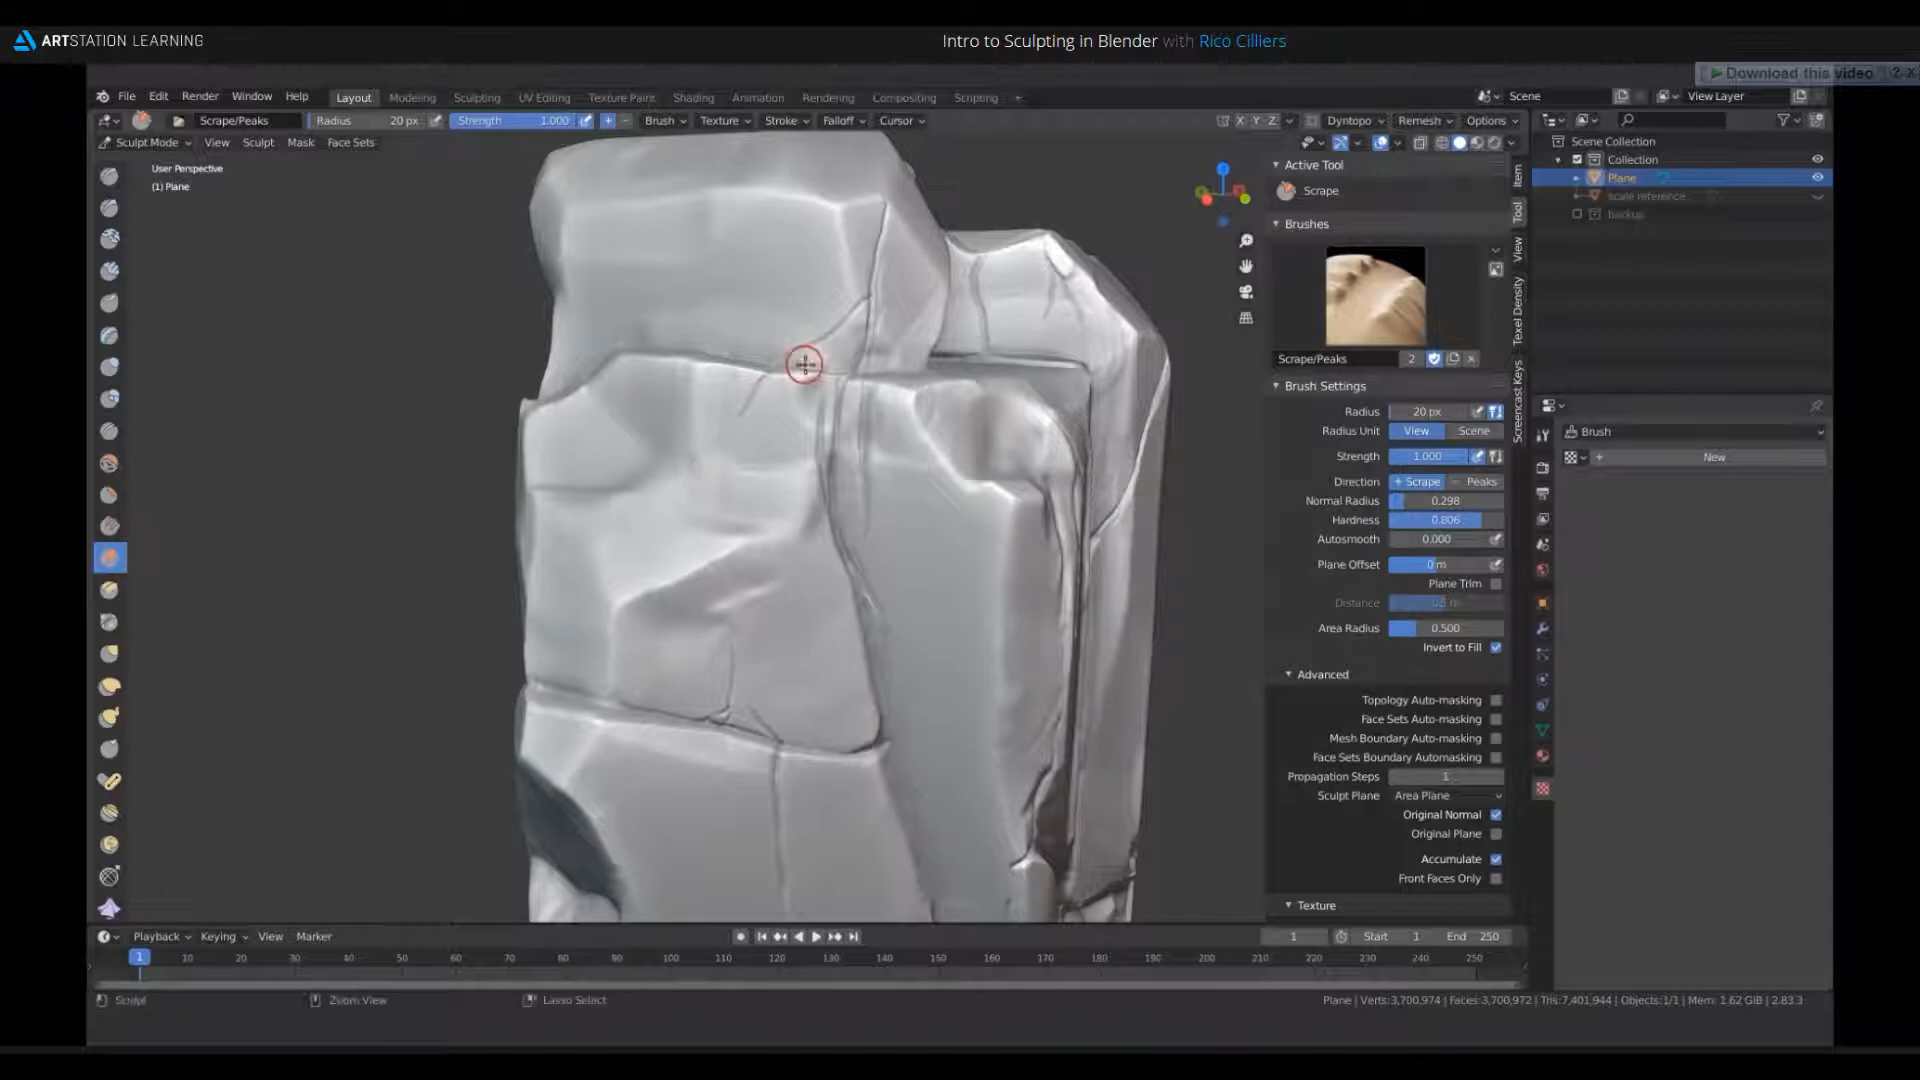 ARTSTATION LEARNING
Intro to Sculpting in Blender with Rico Cilliers
Download this video ? X
File Edit Render Window Help Layout Modeling Sculpting UV Editing Texture Paint Shading Animation Rendering Compositing Scripting +
Scene
View Layer
Scrape/Peaks Radius 20 px Strength 1.000 + - Brush Texture Stroke Falloff Cursor X Y Z Dyntopo Remesh Options
Sculpt Mode View Sculpt Mask Face Sets
User Perspective
(1) Plane
Scene Collection
Collection
Plane
scale reference
backup
Active Tool
Scrape
Brushes
Scrape/Peaks 2
Brush Settings
Radius 20 px
Radius Unit View Scene
Strength 1.000
Direction + Scrape - Peaks
Normal Radius 0.298
Hardness 0.806
Autosmooth 0.000
Plane Offset 0 m
Plane Trim
Distance
Area Radius 0.500
Invert to Fill
Advanced
Topology Auto-masking
Face Sets Auto-masking
Mesh Boundary Auto-masking
Face Sets Boundary Automasking
Propagation Steps 1
Sculpt Plane Area Plane
Original Normal
Original Plane
Accumulate
Front Faces Only
Texture
Item
Tool
View
Texel Density
Screencast Keys
Brush
+ New
Playback Keying View Marker
1 Start 1 End 250
1 10 20 30 40 50 60 70 80 90 100 110 120 130 140 150 160 170 180 190 200 210 220 230 240 250
Sculpt Zoom View Lasso Select
Plane | Verts:3,700,974 | Faces:3,700,972 | Tris:7,401,944 | Objects:1/1 | Mem: 1.62 GiB | 2.83.3